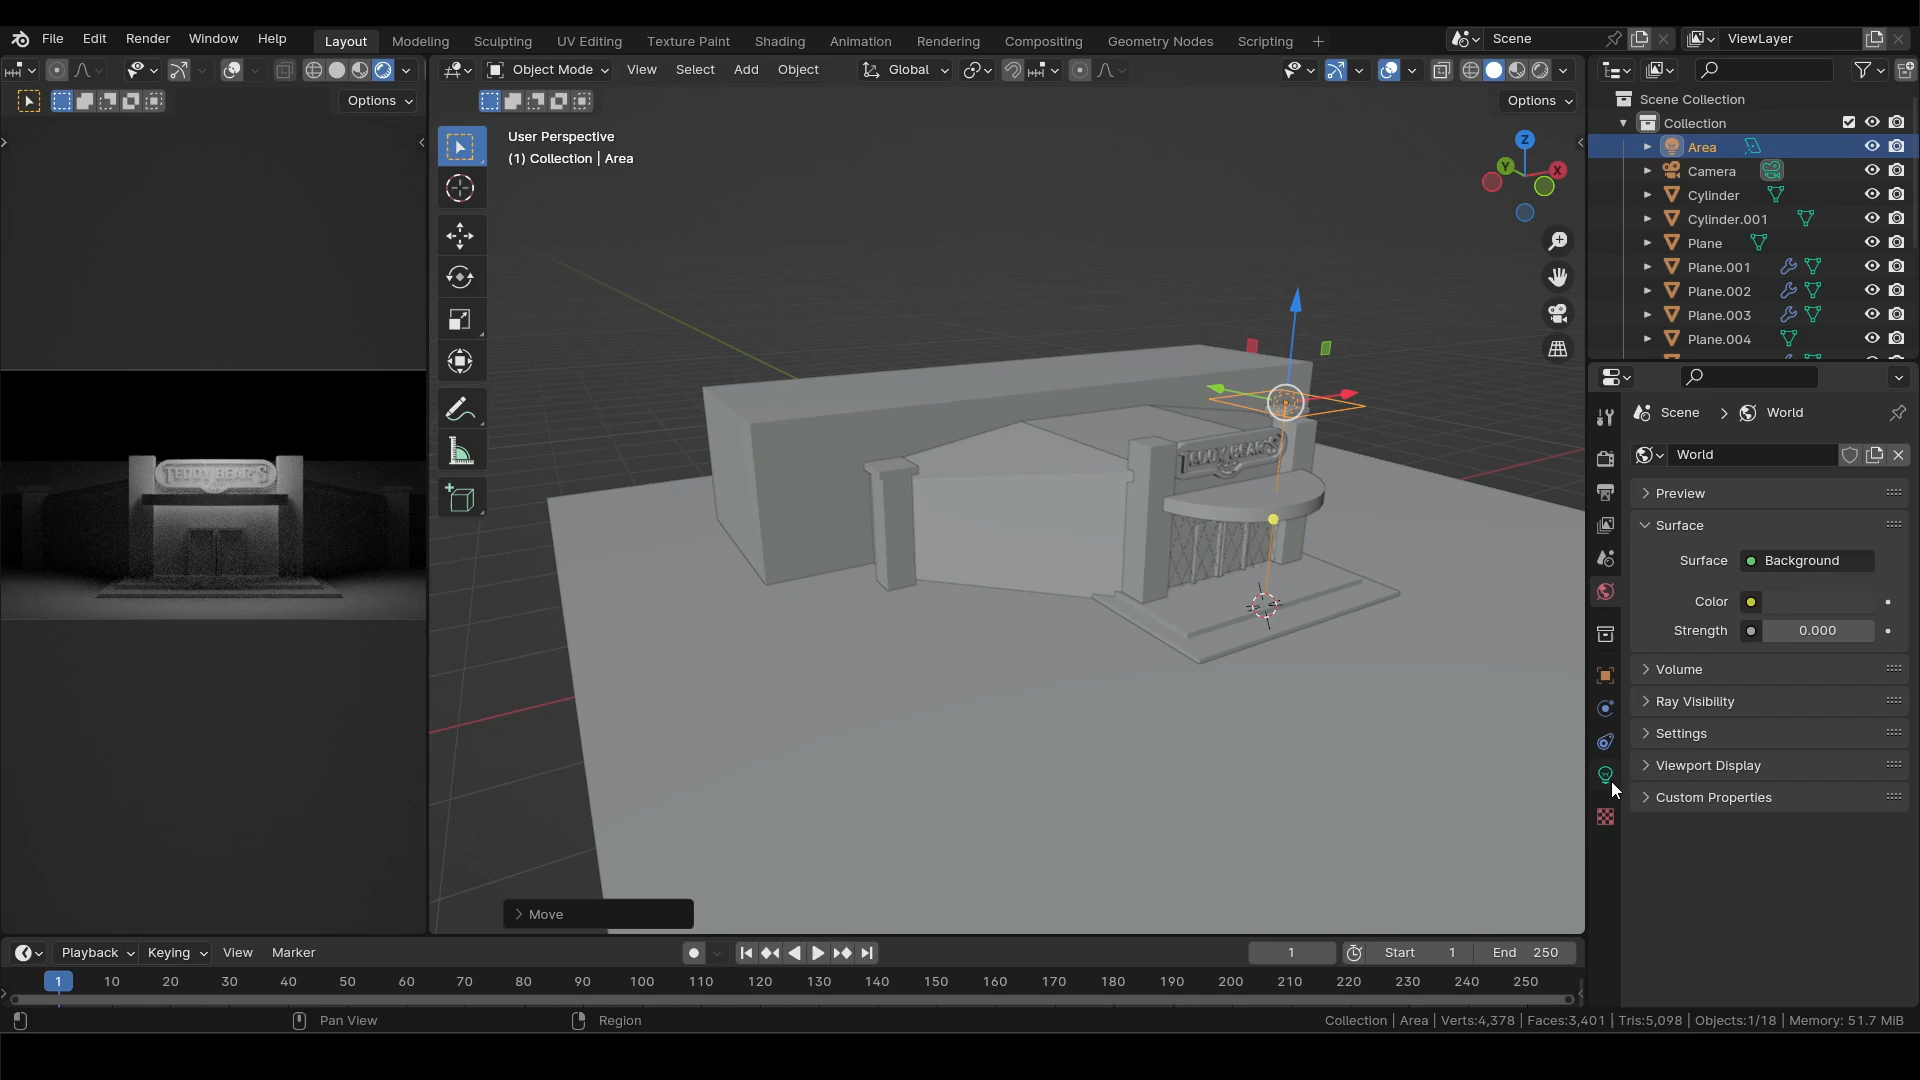 File Edit Render Window Help Layout Modeling Sculpting UV Editing Texture Paint Shading Animation Rendering Compositing Geometry Nodes Scripting + Scene ViewLayer
Object Mode View Select Add Object Global
Options
Options
User Perspective
(1) Collection | Area
Z
Y
X
Scene Collection
Collection
Area
Camera
Cylinder
Cylinder.001
Plane
Plane.001
Plane.002
Plane.003
Plane.004
TEDDY BEAR'S
TEDDY BEAR'S
Scene > World
World
Preview
Surface
Surface Background
Color
Strength 0.000
Volume
Ray Visibility
Settings
Viewport Display
Custom Properties
Move
Playback Keying View Marker 1 Start 1 End 250
1 10 20 30 40 50 60 70 80 90 100 110 120 130 140 150 160 170 180 190 200 210 220 230 240 250
Pan View Region Collection | Area | Verts:4,378 | Faces:3,401 | Tris:5,098 | Objects:1/18 | Memory: 51.7 MiB